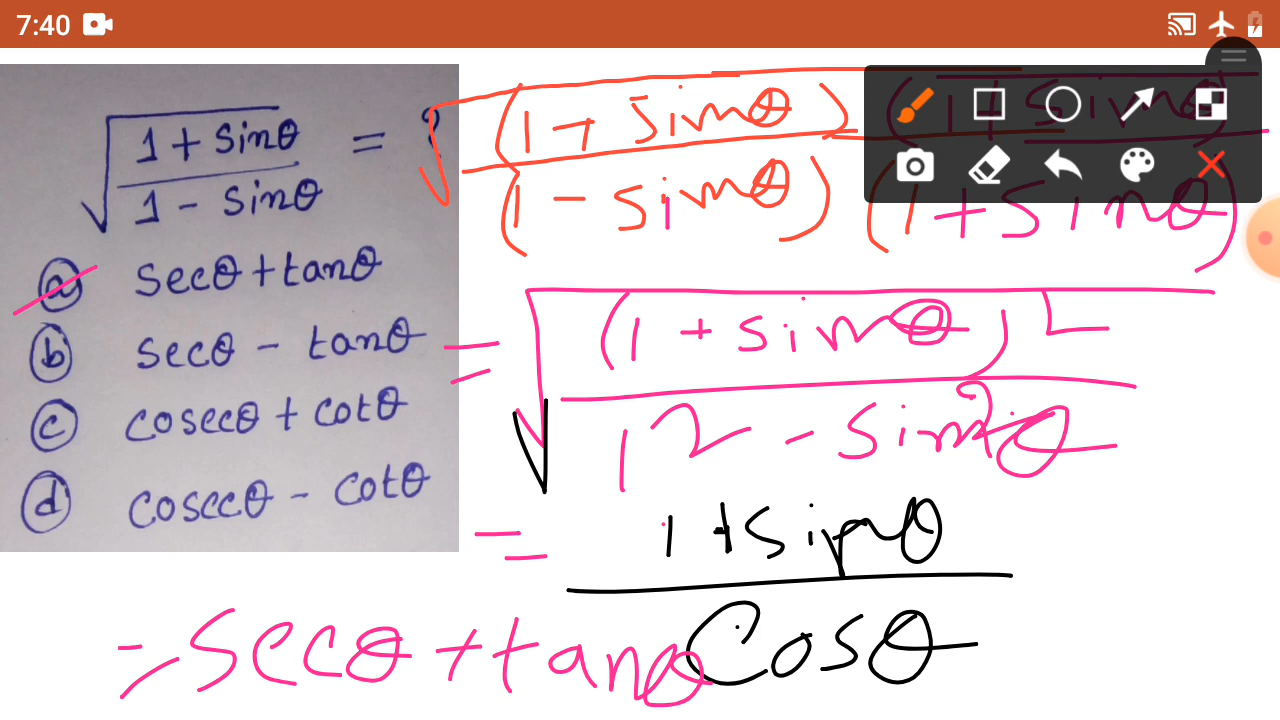 7:40
√(1 + sinθ / 1 - sinθ) = ?
ⓐ secθ + tanθ
ⓑ secθ - tanθ
ⓒ cosecθ + cotθ
ⓓ cosecθ - cotθ
√((1 + sinθ) (1 + sinθ)
(1 - sinθ) (1 + sinθ))
= √((1 + sinθ)²
1² - sin²θ)
= 1 + sinθ
cosθ
= secθ + tanθ